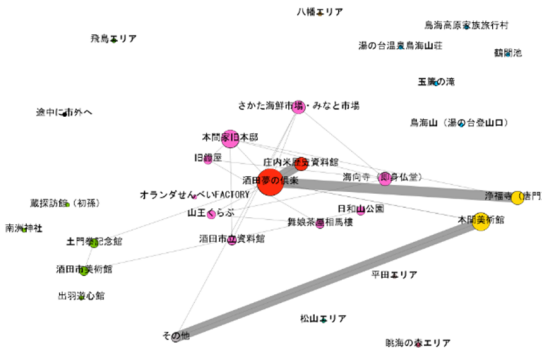 八幡エリア
鳥海高原家族旅行村
飛鳥エリア
湯の台温泉鳥海山荘
鶴間池
玉簾の滝
さかた海鮮市場・みなと市場
途中に市外へ
鳥海山（湯の台登山口）
本間家旧本邸
旧鐙屋
庄内米歴史資料館
酒田夢の倶楽
海向寺（即身仏堂）
オランダせんべいFACTORY
浄福寺（唐門
蔵探訪館（初孫）
山王くらぶ
日和山公園
南洲神社
舞娘茶屋相馬樓
本間美術館
土門拳記念館
酒田市立資料館
酒田市美術館
平田エリア
出羽遊心館
松山エリア
その他
眺海の森エリア